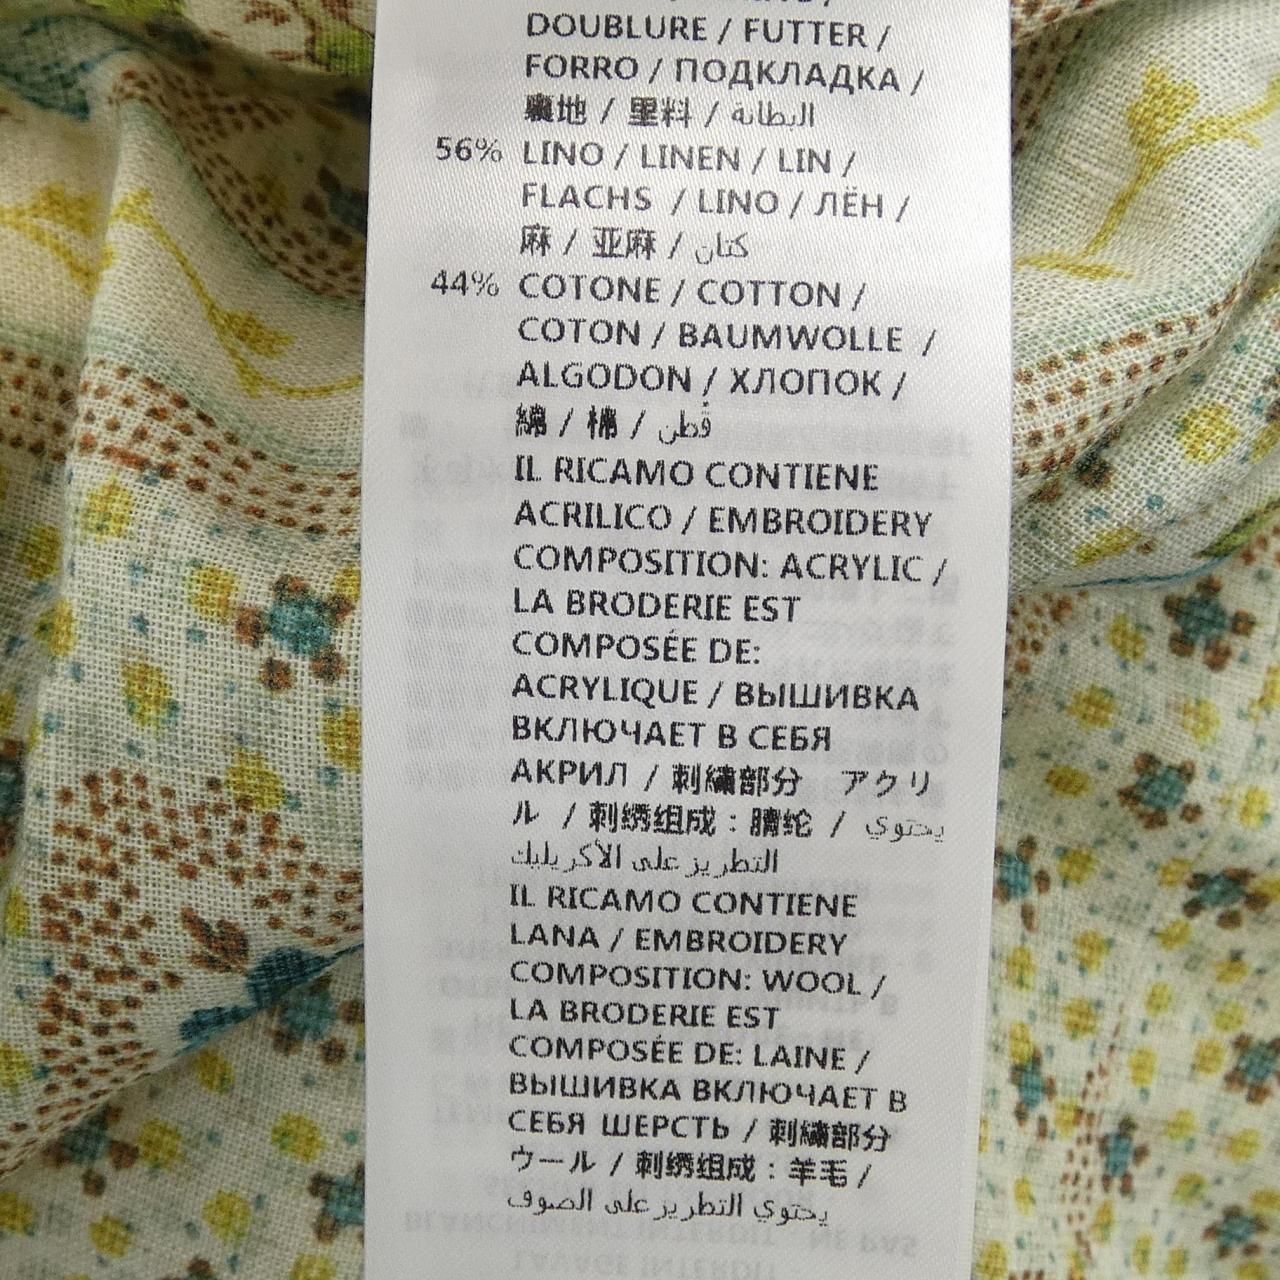 DOUBLURE / FUTTER /
FORRO / ПОДКЛАДКА /
裏地 / 里料 / البطانة
56% LINO / LINEN / LIN /
FLACHS / LINO / ЛЁН /
麻 / 亚麻 / كتان
44% COTONE / COTTON /
COTON / BAUMWOLLE /
ALGODON / ХЛОПОК /
綿 / 棉 / قُطن
IL RICAMO CONTIENE
ACRILICO / EMBROIDERY
COMPOSITION: ACRYLIC /
LA BRODERIE EST
COMPOSÉE DE:
ACRYLIQUE / ВЫШИВКА
ВКЛЮЧАЕТ В СЕБЯ
АКРИЛ / 刺繍部分 アクリ
ル / 刺绣组成 : 腈纶 / يحتوي
التطريز على الأكريليك
IL RICAMO CONTIENE
LANA / EMBROIDERY
COMPOSITION: WOOL /
LA BRODERIE EST
COMPOSÉE DE: LAINE /
ВЫШИВКА ВКЛЮЧАЕТ В
СЕБЯ ШЕРСТЬ / 刺繍部分
ウール / 刺绣组成 : 羊毛 /
يحتوي التطريز على الصوف